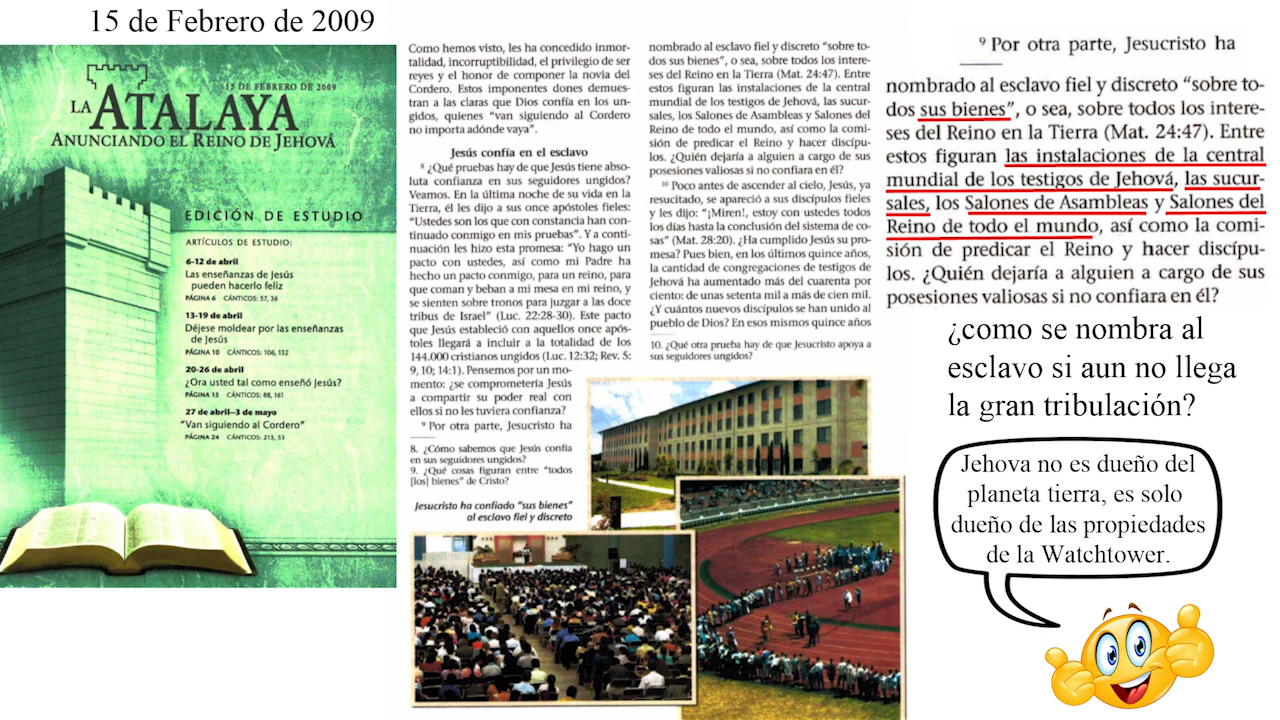 15 de Febrero de 2009
15 DE FEBRERO DE 2009
LA ATALAYA
ANUNCIANDO EL REINO DE JEHOVÁ
EDICIÓN DE ESTUDIO
ARTÍCULOS DE ESTUDIO:
6-12 de abril
Las enseñanzas de Jesús
pueden hacerlo feliz
PÁGINA 6 CÁNTICOS: 57, 36
13-19 de abril
Déjese moldear por las enseñanzas
de Jesús
PÁGINA 10 CÁNTICOS: 106, 132
20-26 de abril
¿Ora usted tal como enseñó Jesús?
PÁGINA 15 CÁNTICOS: 88, 161
27 de abril–3 de mayo
“Van siguiendo al Cordero”
PÁGINA 24 CÁNTICOS: 213, 53
Como hemos visto, les ha concedido inmor-
talidad, incorruptibilidad, el privilegio de ser
reyes y el honor de componer la novia del
Cordero. Estos imponentes dones demues-
tran a las claras que Dios confía en los un-
gidos, quienes “van siguiendo al Cordero
no importa adónde vaya”.
Jesús confía en el esclavo
8 ¿Qué pruebas hay de que Jesús tiene abso-
luta confianza en sus seguidores ungidos?
Veamos. En la última noche de su vida en la
Tierra, él les dijo a sus once apóstoles fieles:
“Ustedes son los que con constancia han con-
tinuado conmigo en mis pruebas”. Y a conti-
nuación les hizo esta promesa: “Yo hago un
pacto con ustedes, así como mi Padre ha
hecho un pacto conmigo, para un reino, para
que coman y beban a mi mesa en mi reino, y
se sienten sobre tronos para juzgar a las doce
tribus de Israel” (Luc. 22:28-30). Este pacto
que Jesús estableció con aquellos once após-
toles llegará a incluir a la totalidad de los
144.000 cristianos ungidos (Luc. 12:32; Rev. 5:
9, 10; 14:1). Pensemos por un mo-
mento: ¿se comprometería Jesús
a compartir su poder real con
ellos si no les tuviera confianza?
9 Por otra parte, Jesucristo ha
8. ¿Cómo sabemos que Jesús confía
en sus seguidores ungidos?
9. ¿Qué cosas figuran entre “todos
[los] bienes” de Cristo?
Jesucristo ha confiado “sus bienes”
al esclavo fiel y discreto
nombrado al esclavo fiel y discreto “sobre to-
dos sus bienes”, o sea, sobre todos los intere-
ses del Reino en la Tierra (Mat. 24:47). Entre
estos figuran las instalaciones de la central
mundial de los testigos de Jehová, las sucur-
sales, los Salones de Asambleas y Salones del
Reino de todo el mundo, así como la comi-
sión de predicar el Reino y hacer discípu-
los. ¿Quién dejaría a alguien a cargo de sus
posesiones valiosas si no confiara en él?
10 Poco antes de ascender al cielo, Jesús, ya
resucitado, se apareció a sus discípulos fieles
y les dijo: “¡Miren!, estoy con ustedes todos
los días hasta la conclusión del sistema de co-
sas” (Mat. 28:20). ¿Ha cumplido Jesús su pro-
mesa? Pues bien, en los últimos quince años,
la cantidad de congregaciones de testigos de
Jehová ha aumentado más del cuarenta por
ciento: de unas setenta mil a más de cien mil.
¿Y cuántos nuevos discípulos se han unido al
pueblo de Dios? En esos mismos quince años
10. ¿Qué otra prueba hay de que Jesucristo apoya a
sus seguidores ungidos?
9 Por otra parte, Jesucristo ha
nombrado al esclavo fiel y discreto “sobre to-
dos sus bienes”, o sea, sobre todos los intere-
ses del Reino en la Tierra (Mat. 24:47). Entre
estos figuran las instalaciones de la central
mundial de los testigos de Jehová, las sucur-
sales, los Salones de Asambleas y Salones del
Reino de todo el mundo, así como la comi-
sión de predicar el Reino y hacer discípu-
los. ¿Quién dejaría a alguien a cargo de sus
posesiones valiosas si no confiara en él?
¿como se nombra al
esclavo si aun no llega
la gran tribulación?
Jehova no es dueño del
planeta tierra, es solo
dueño de las propiedades
de la Watchtower.